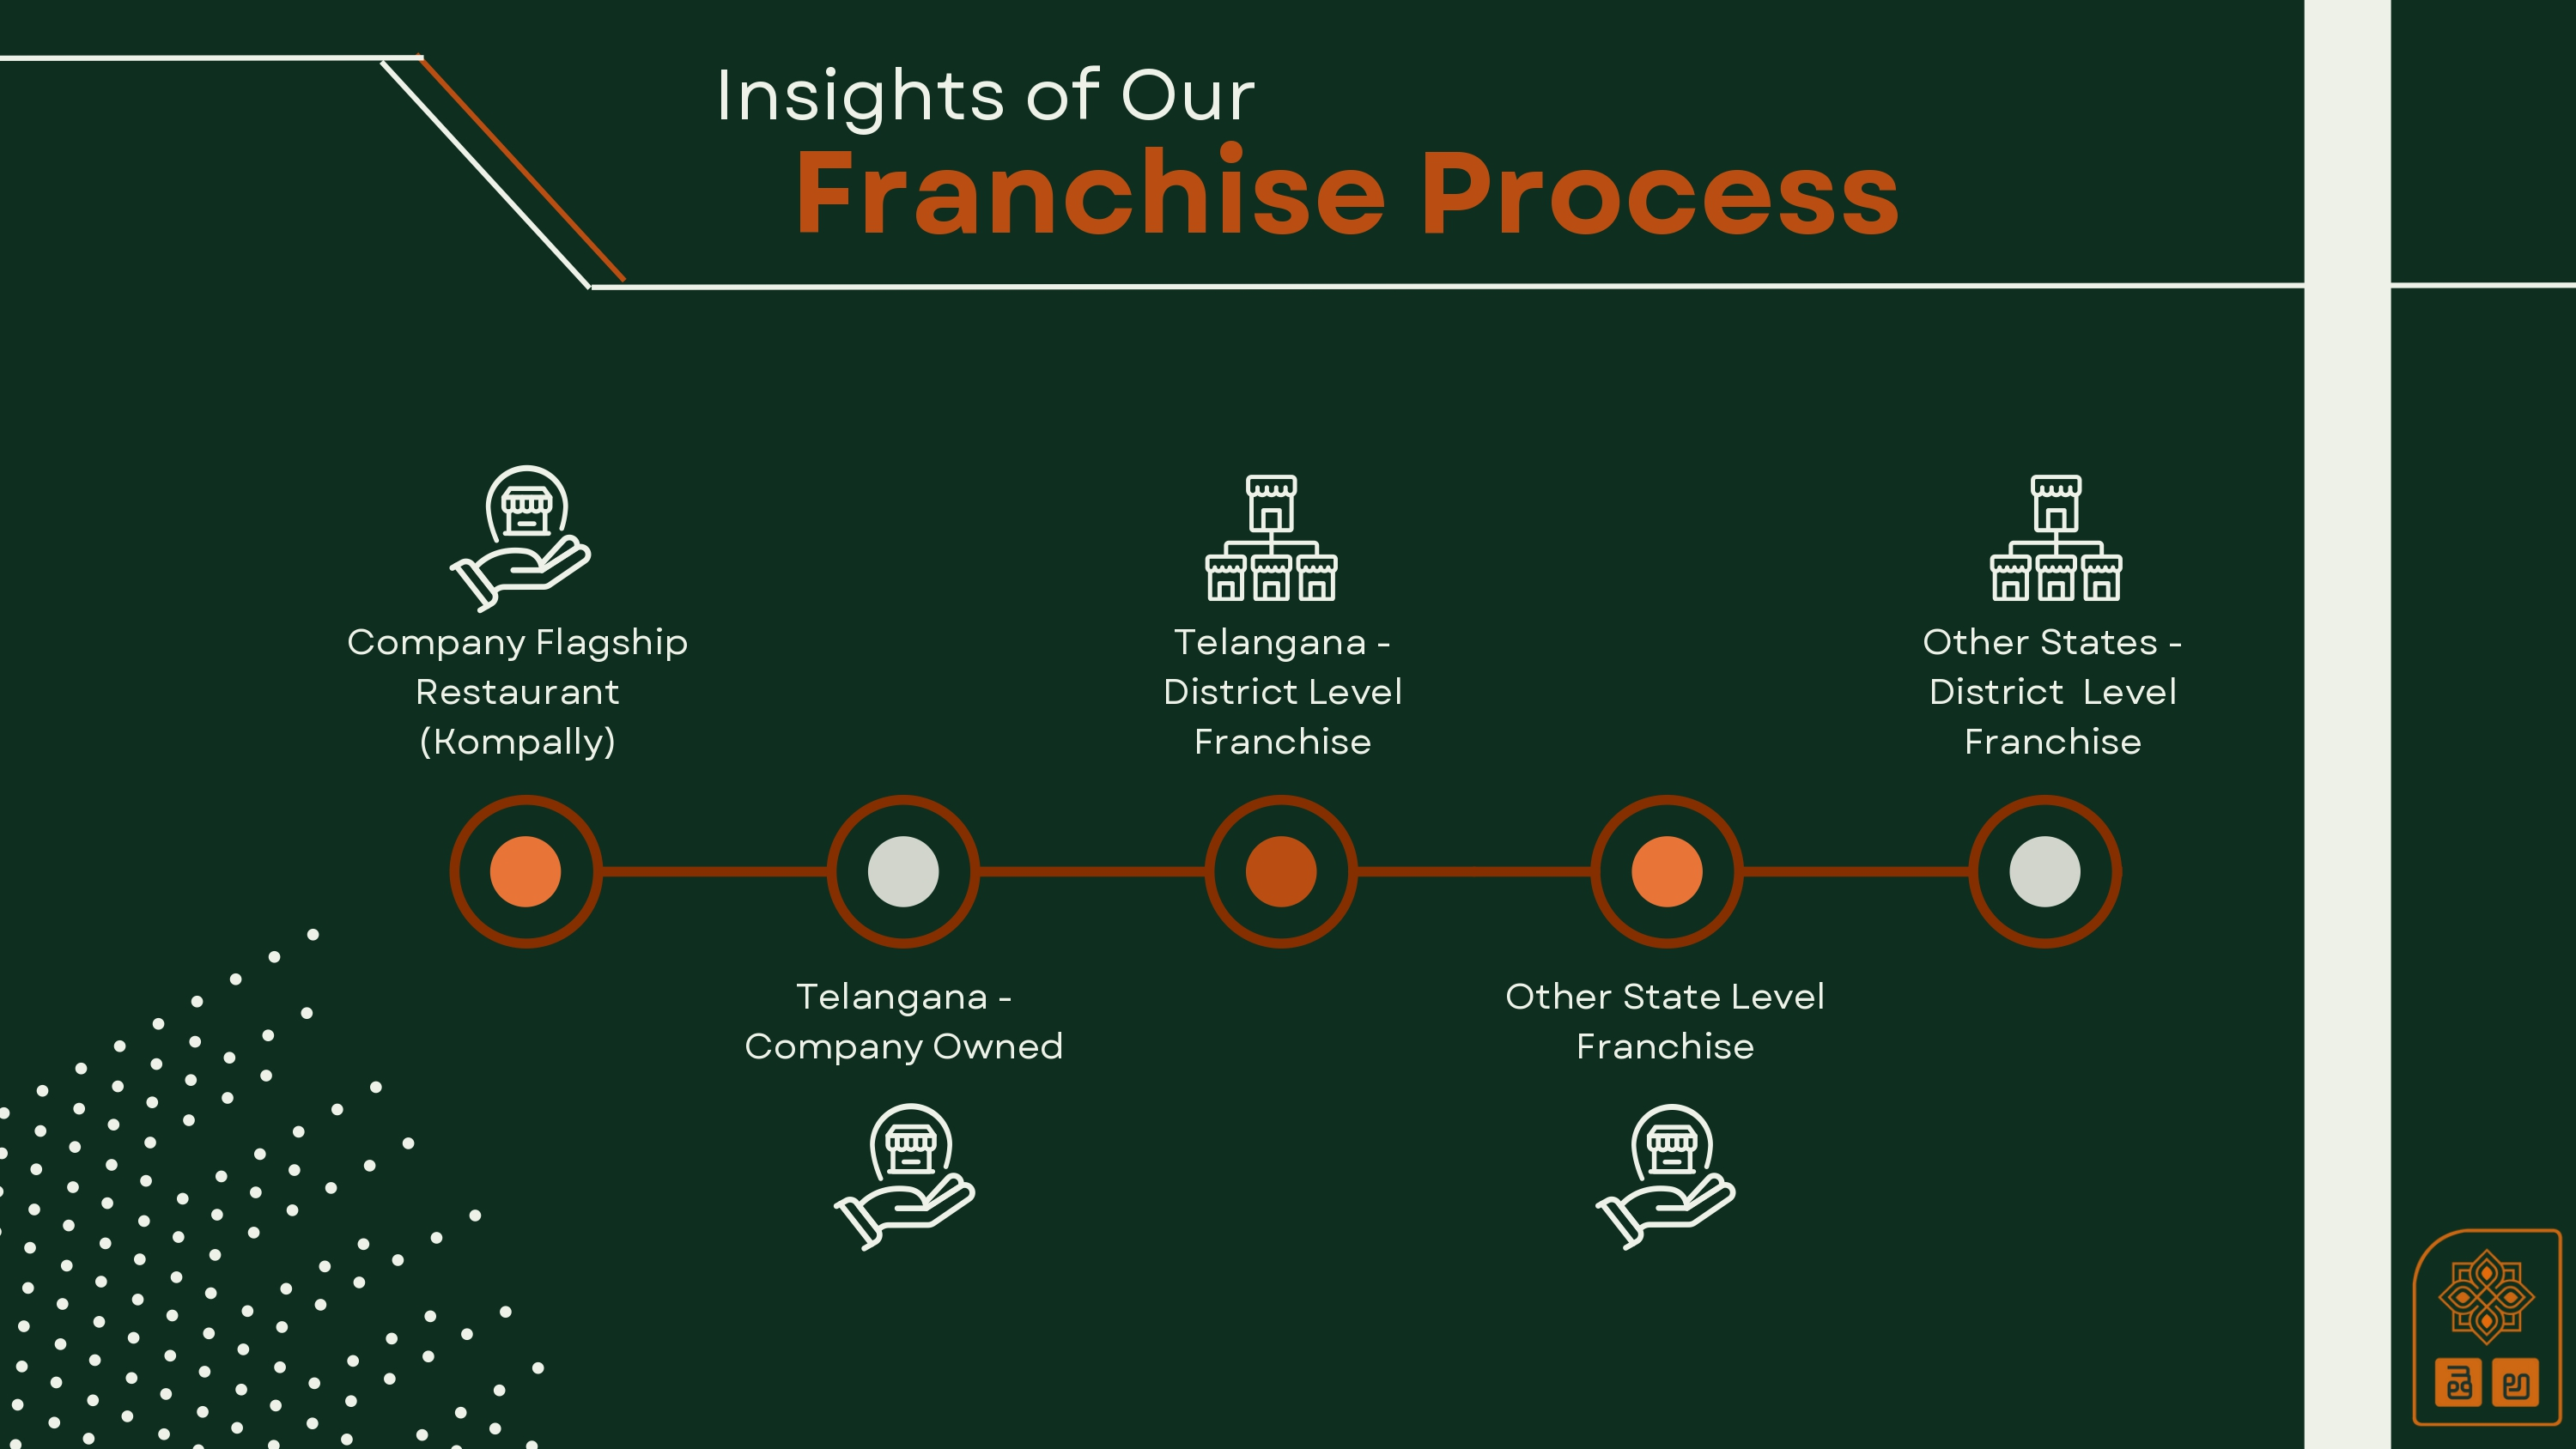 Insights of Our
Franchise Process
Company Flagship
Restaurant
(Kompally)
Telangana -
Company Owned
Telangana -
District Level
Franchise
Other State Level
Franchise
Other States -
District  Level
Franchise